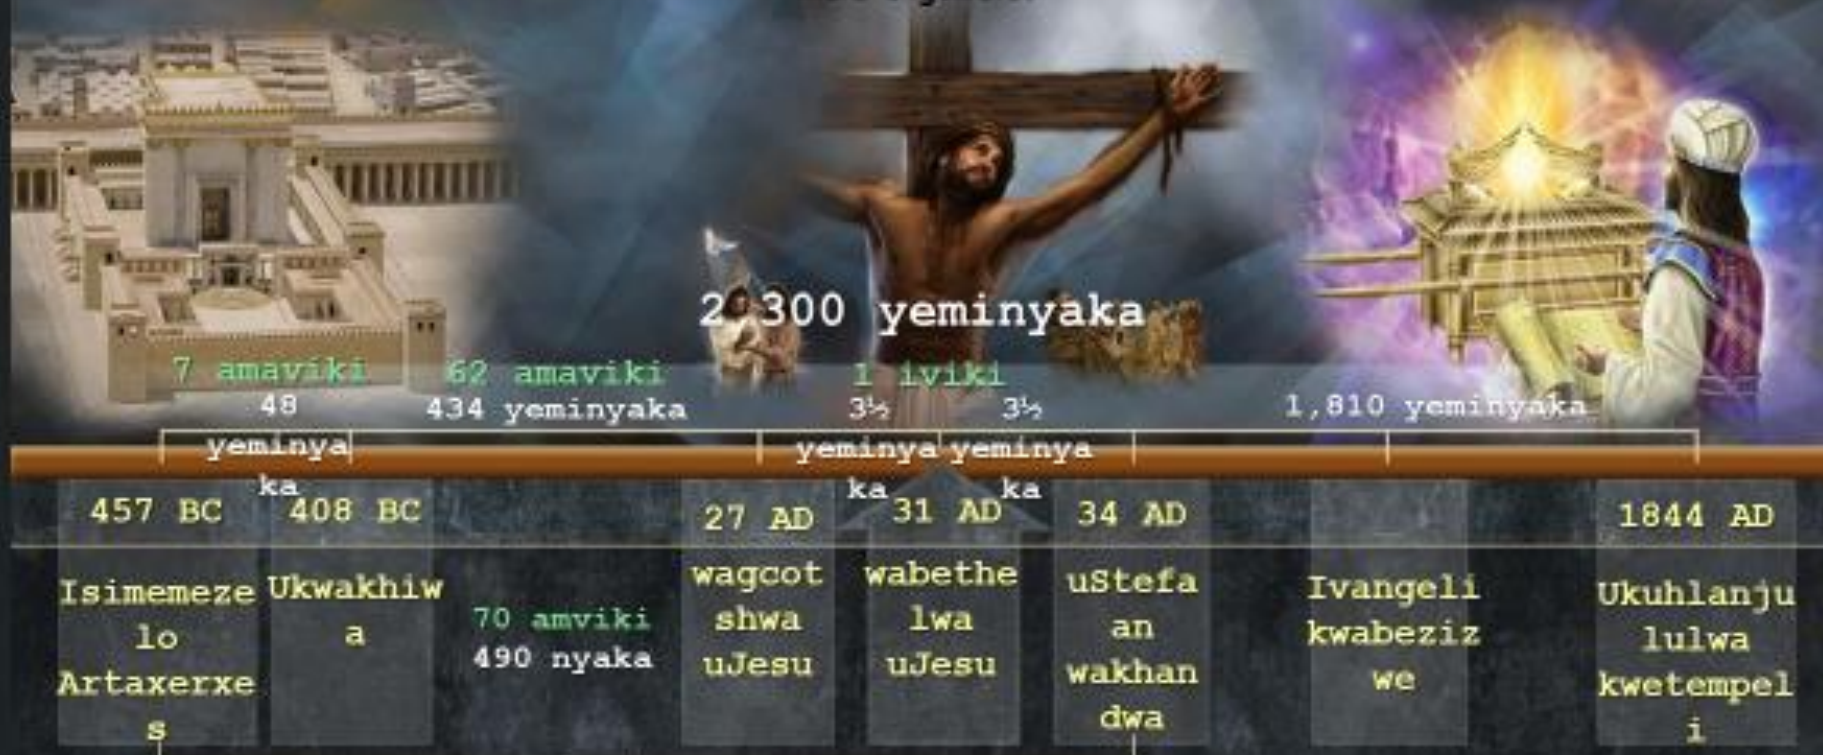 2 300 yeminyaka
7 amaviki
62 amaviki
1 iviki
48
yeminya
ka
434 yeminyaka
3½
yeminya
ka
3½
yeminya
ka
1,810 yeminyaka
457 BC
408 BC
27 AD
31 AD
34 AD
1844 AD
Isimemeze
lo
Artaxerxe
s
Ukwakhiw
a
70 amviki
490 nyaka
wagcot
shwa
uJesu
wabethe
lwa
uJesu
uStefa
an
wakhan
dwa
Ivangeli
kwabeziz
we
Ukuhlanju
lulwa
kwetempel
i